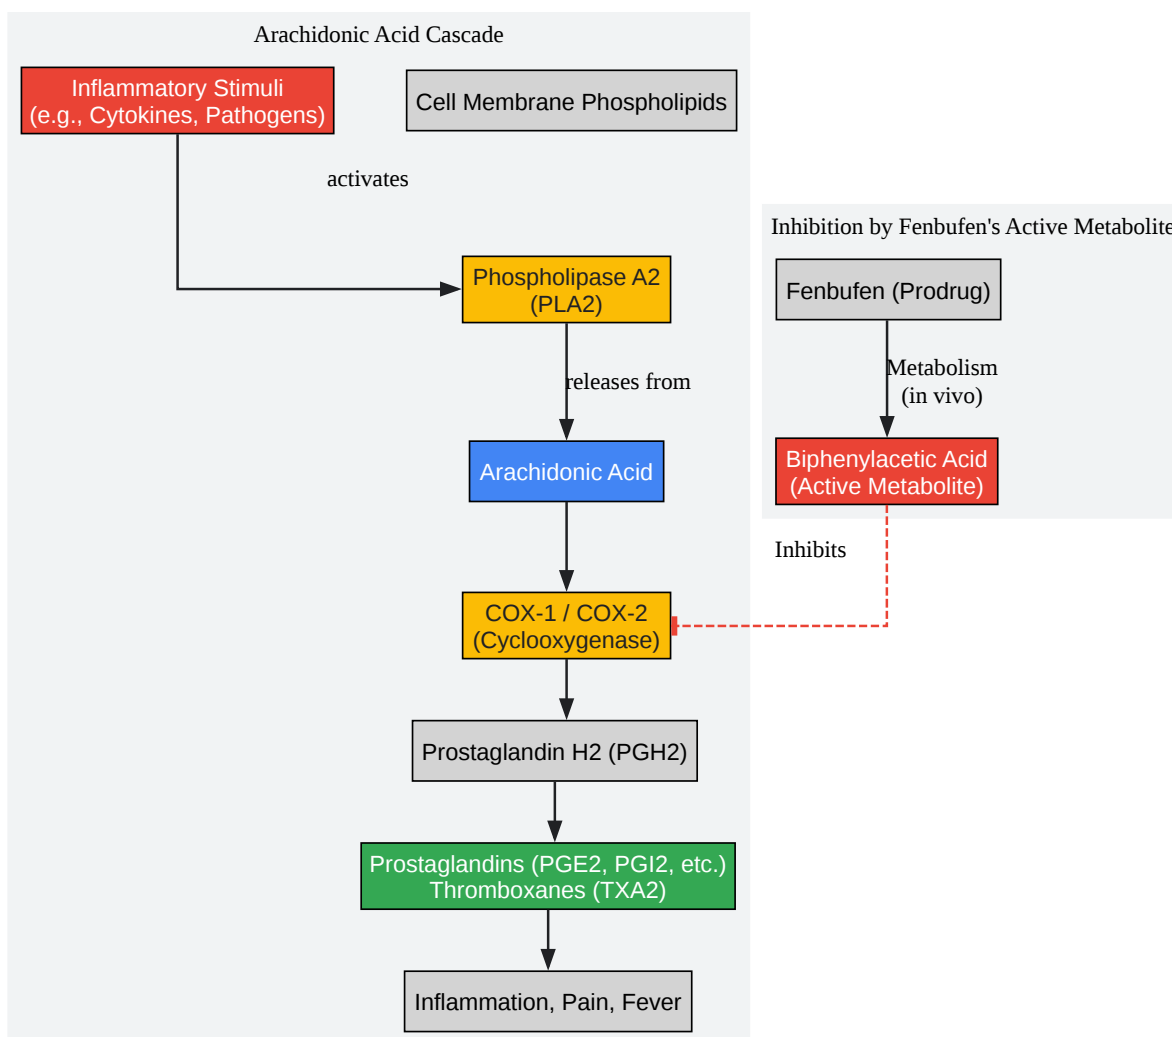 Arachidonic Acid Cascade
Inflammatory Stimuli
(e.g., Cytokines, Pathogens)
Cell Membrane Phospholipids
activates
Phospholipase A2
(PLA2)
releases from
Arachidonic Acid
COX-1 / COX-2
(Cyclooxygenase)
Prostaglandin H2 (PGH2)
Prostaglandins (PGE2, PGI2, etc.)
Thromboxanes (TXA2)
Inflammation, Pain, Fever
Inhibition by Fenbufen's Active Metabolite
Fenbufen (Prodrug)
Metabolism
(in vivo)
Biphenylacetic Acid
(Active Metabolite)
Inhibits